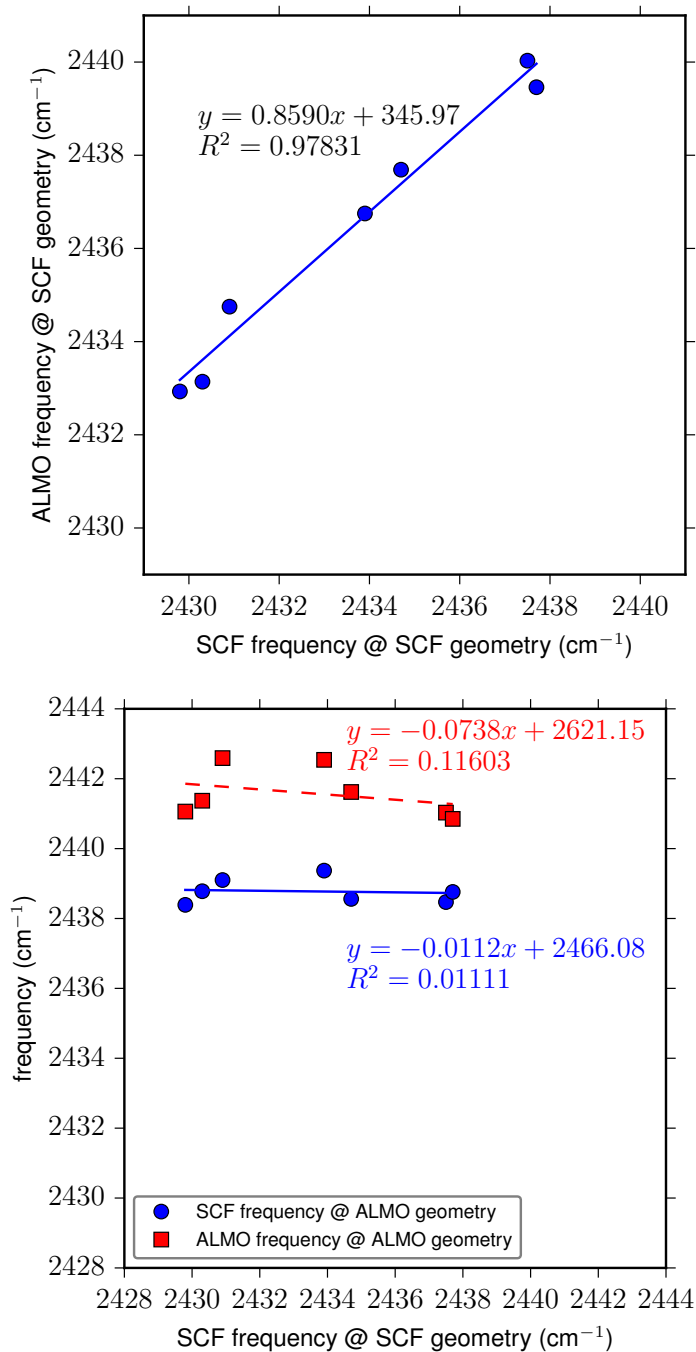 2440
2438
2436
2434
2432
2430
ALMO frequency @ SCF geometry (cm⁻¹)
y = 0.8590x + 345.97
R² = 0.97831
2430 2432 2434 2436 2438 2440
SCF frequency @ SCF geometry (cm⁻¹)
2444
2442
2440
2438
2436
2434
2432
2430
2428
frequency (cm⁻¹)
y = −0.0738x + 2621.15
R² = 0.11603
y = −0.0112x + 2466.08
R² = 0.01111
SCF frequency @ ALMO geometry
ALMO frequency @ ALMO geometry
2428 2430 2432 2434 2436 2438 2440 2442 2444
SCF frequency @ SCF geometry (cm⁻¹)